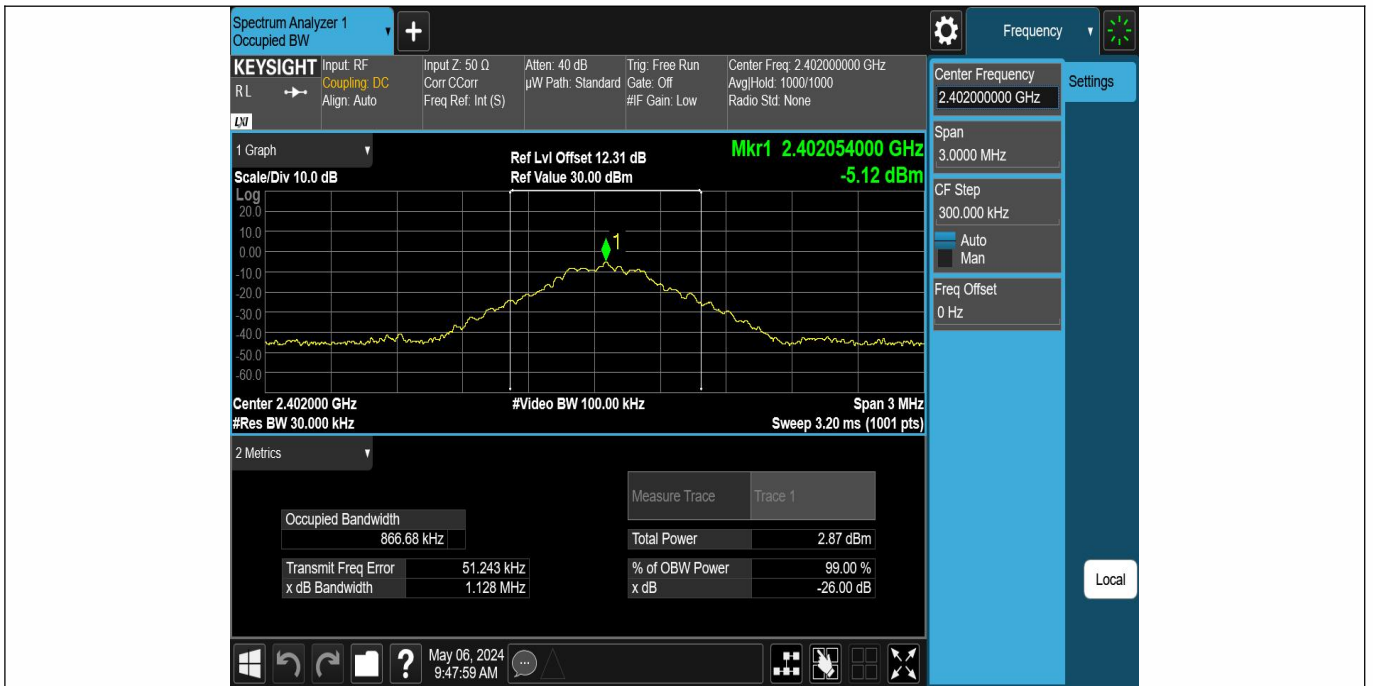 Spectrum Analyzer 1
Occupied BW
+
Frequency
KEYSIGHT
RL
LXI
Input: RF
Coupling: DC
Align: Auto
Input Z: 50 Ω
Corr CCorr
Freq Ref: Int (S)
Atten: 40 dB
µW Path: Standard
Trig: Free Run
Gate: Off
#IF Gain: Low
Center Freq: 2.402000000 GHz
Avg|Hold: 1000/1000
Radio Std: None
Center Frequency
2.402000000 GHz
Settings
Span
3.0000 MHz
CF Step
300.000 kHz
Auto
Man
Freq Offset
0 Hz
Local
1 Graph
Scale/Div 10.0 dB
Ref Lvl Offset 12.31 dB
Ref Value 30.00 dBm
Mkr1 2.402054000 GHz
-5.12 dBm
Log
20.0
10.0
0.00
-10.0
-20.0
-30.0
-40.0
-50.0
-60.0
1
Center 2.402000 GHz
#Res BW 30.000 kHz
#Video BW 100.00 kHz
Span 3 MHz
Sweep 3.20 ms (1001 pts)
2 Metrics
Measure Trace Trace 1
Occupied Bandwidth
866.68 kHz
Total Power 2.87 dBm
Transmit Freq Error 51.243 kHz
% of OBW Power 99.00 %
x dB Bandwidth 1.128 MHz
x dB -26.00 dB
?
May 06, 2024
9:47:59 AM